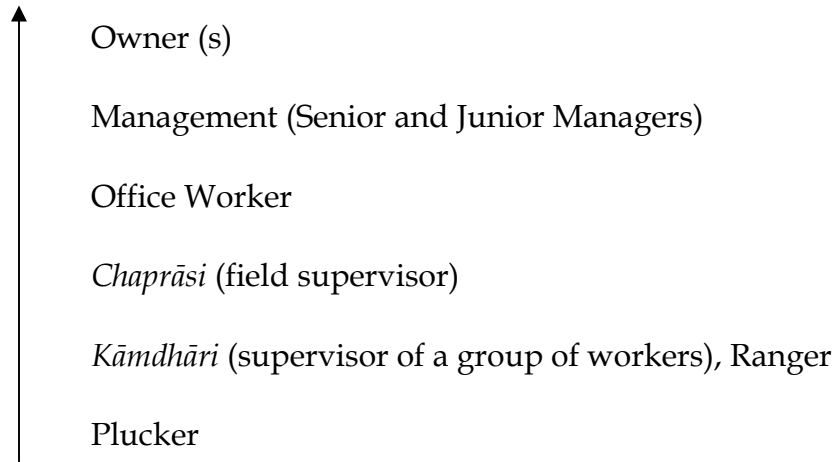 Owner (s)
Management (Senior and Junior Managers)
Office Worker
Chaprāsi (field supervisor)
Kāmdhāri (supervisor of a group of workers), Ranger
Plucker